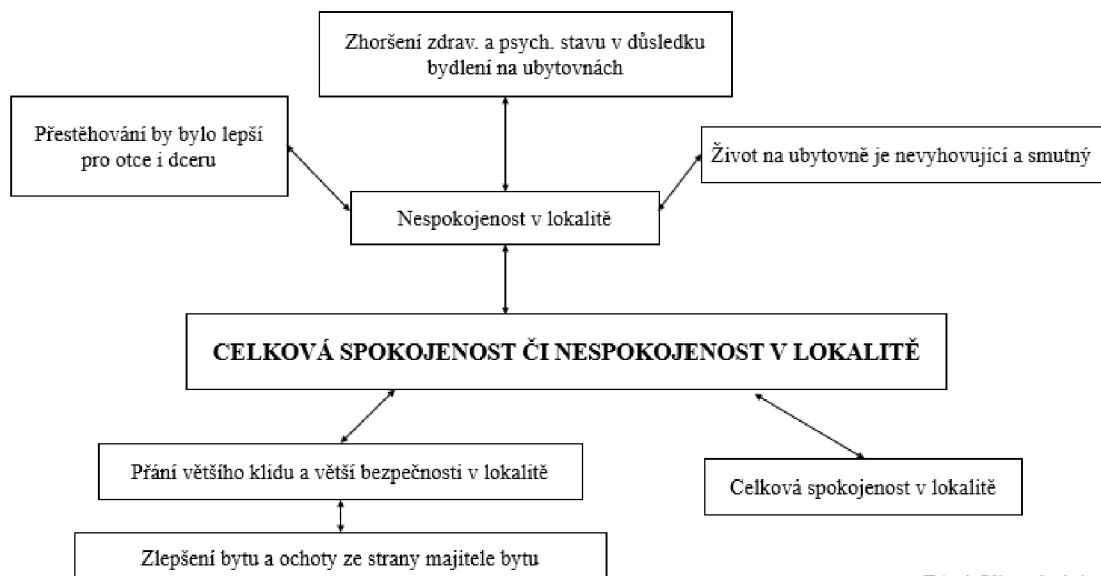 Zhoršení zdrav. a psych. stavu v důsledku
bydlení na ubytovnách
Přestěhování by bylo lepší
pro otce i dceru
Život na ubytovně je nevyhovující a smutný
Nespokojenost v lokalitě
CELKOVÁ SPOKOJENOST ČI NESPOKOJENOST V LOKALITĚ
Přání většího klidu a větší bezpečnosti v lokalitě
Celková spokojenost v lokalitě
Zlepšení bytu a ochoty ze strany majitele bytu